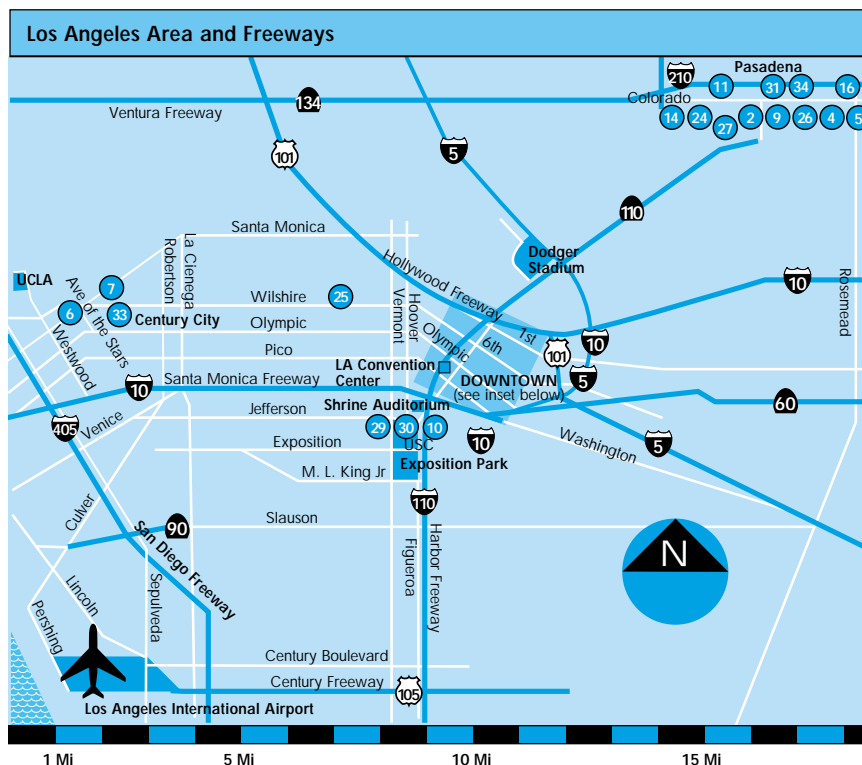 Los Angeles Area and Freeways
Pasadena
210
11
31
34
16
Colorado
134
Ventura Freeway
14
24
27
2
9
26
4
5
101
5
110
Santa Monica
La Cienega
Robertson
Hollywood Freeway
Dodger
Stadium
UCLA
Ave of the Stars
7
6
33
Century City
Wilshire
25
Hoover
Vermont
10
Rosemead
Olympic
Olympic
6th
1st
10
101
Pico
Westwood
LA Convention
Center
DOWNTOWN
(see inset below)
5
10
Santa Monica Freeway
60
Jefferson
Shrine Auditorium
405
Venice
29
30
10
USC
10
Washington
5
Exposition
Exposition Park
M. L. King Jr
110
Culver
90
Slauson
San Diego Freeway
N
Harbor Freeway
Figueroa
Sepulveda
Lincoln
Pershing
Century Boulevard
Century Freeway
105
Los Angeles International Airport
1 Mi
5 Mi
10 Mi
15 Mi